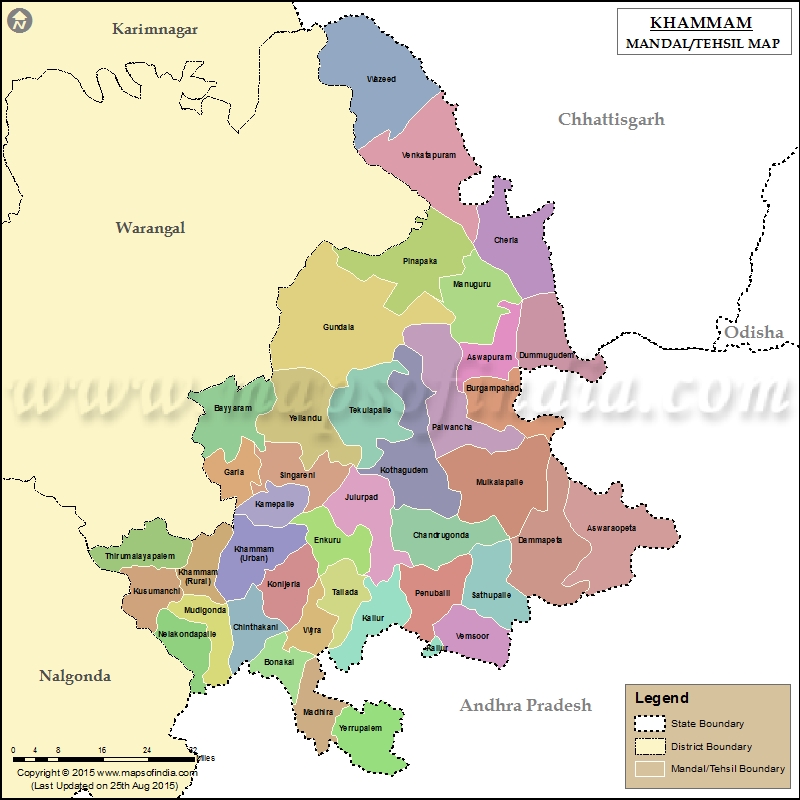 N
KHAMMAM
MANDAL/TEHSIL MAP
Karimnagar
Wazeed
Chhattisgarh
Venkatapuram
Warangal
Cherla
Pinapaka
Manuguru
Gundala
Odisha
Aswapuram
Dummugudem
Burgampahad
www.mapsofindia.com
Bayyaram
Yellandu
Tekulapalle
Palwancha
Garla
Singareni
Kothagudem
Mulkalapalle
Julurpad
Kamepalle
Aswaraopeta
Enkuru
Chandrugonda
Dammapeta
Thirumalayapalem
Khammam
(Urban)
Khammam
(Rural)
Kusumanchi
Konijerla
Tallada
Penuballi
Sathupalle
Mudigonda
Kallur
Chinthakani
Wyra
Nelakondapalle
Vemsoor
Kallur
Bonakal
Nalgonda
Madhira
Yerrupalem
Andhra Pradesh
Legend
State Boundary
District Boundary
Mandal/Tehsil Boundary
0 4 8 16 24 32
Miles
Copyright © 2015 www.mapsofindia.com
(Last Updated on 25th Aug 2015)